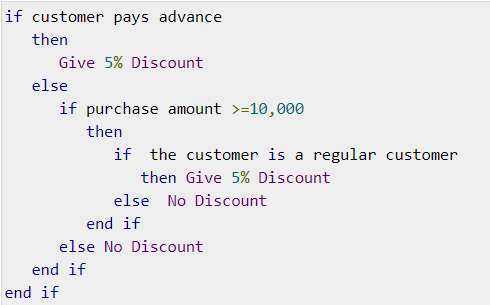 if customer pays advance
then
Give 5% Discount
else
if purchase amount >=10,000
then
if the customer is a regular customer
then Give 5% Discount
else No Discount
end if
else No Discount
end if
end if